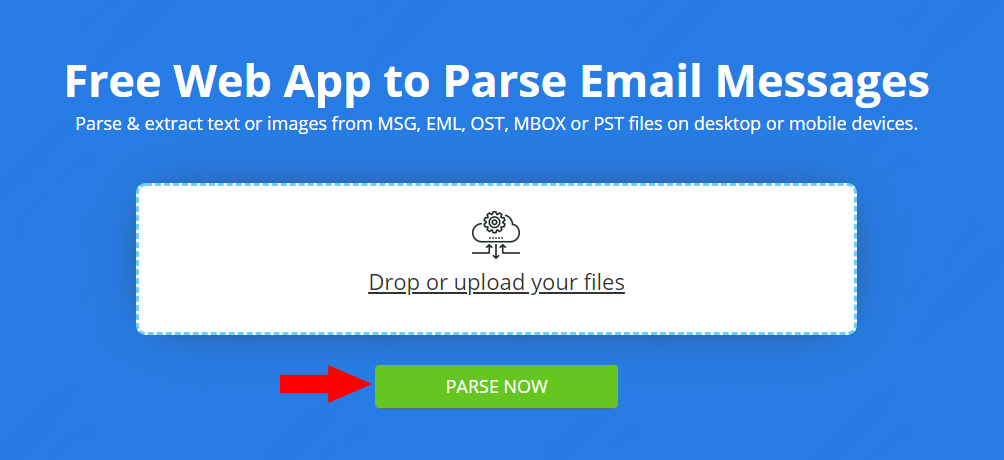 Free Web App to Parse Email Messages
Parse & extract text or images from MSG, EML, OST, MBOX or PST files on desktop or mobile devices.
Drop or upload your files
PARSE NOW